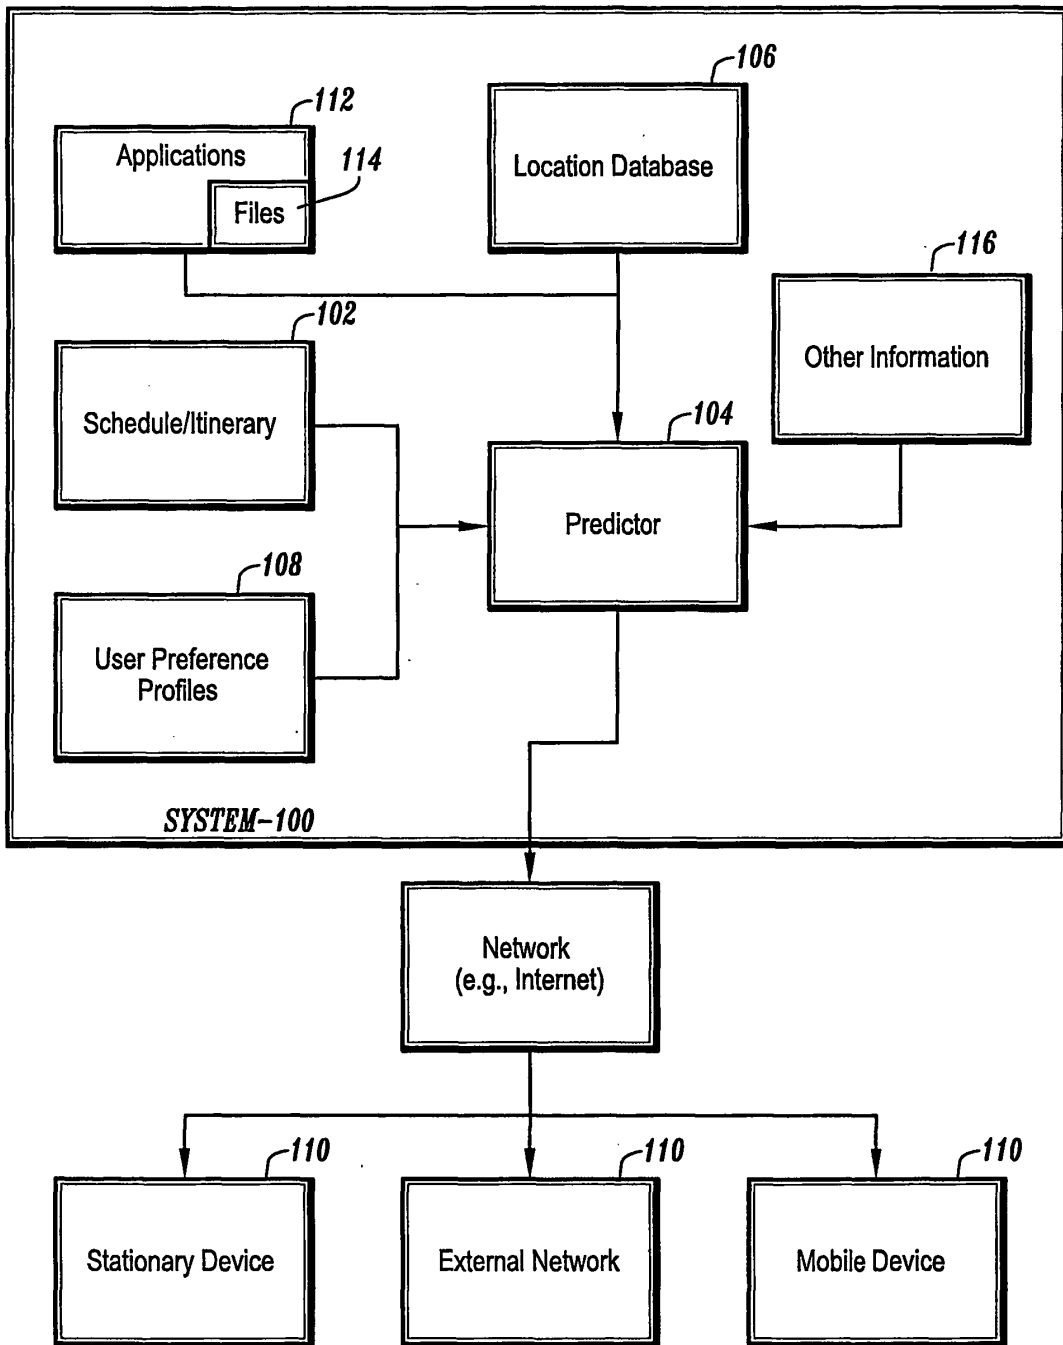 106
112
Applications
114
Files
Location Database
116
102
Other Information
Schedule/Itinerary
104
Predictor
108
User Preference
Profiles
SYSTEM-100
Network
(e.g., Internet)
110
110
110
Stationary Device
External Network
Mobile Device